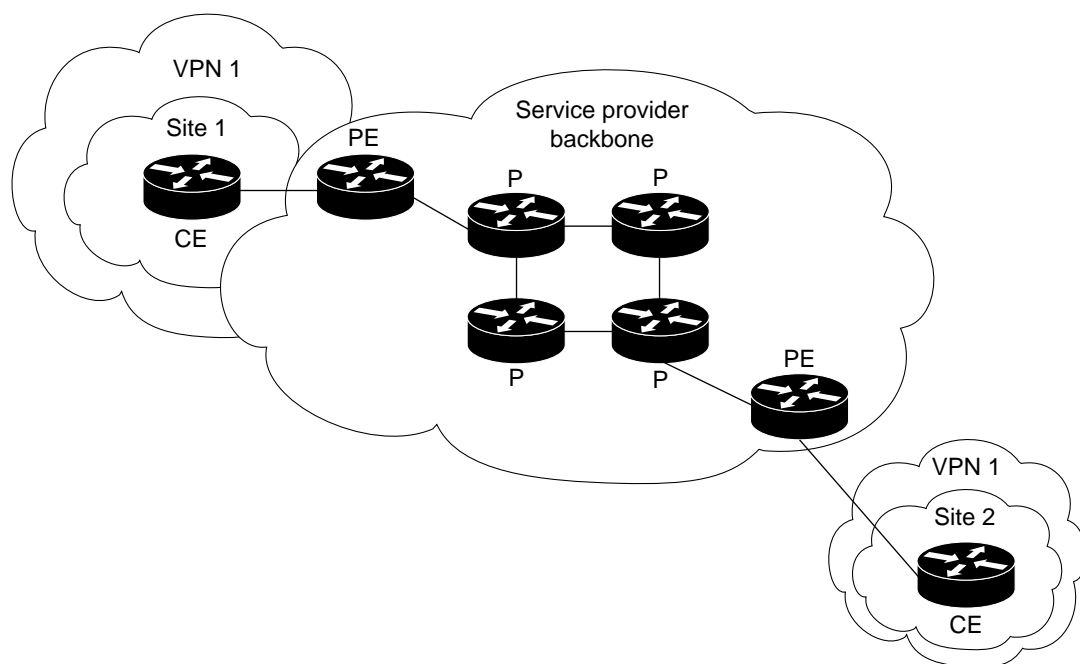 VPN 1
Site 1
CE
PE
Service provider
backbone
P
P
P
P
PE
VPN 1
Site 2
CE